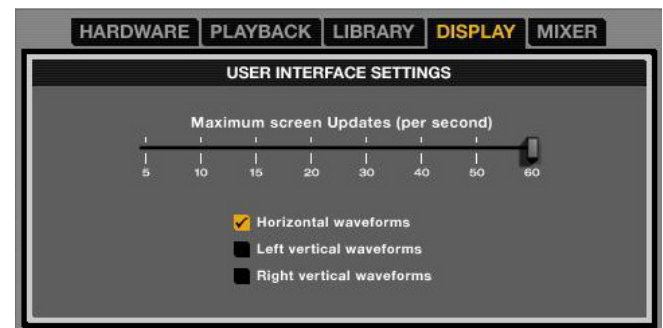 HARDWARE PLAYBACK LIBRARY DISPLAY MIXER
USER INTERFACE SETTINGS
Maximum screen Updates (per second)
5 10 15 20 30 40 50 60
Horizontal waveforms
Left vertical waveforms
Right vertical waveforms